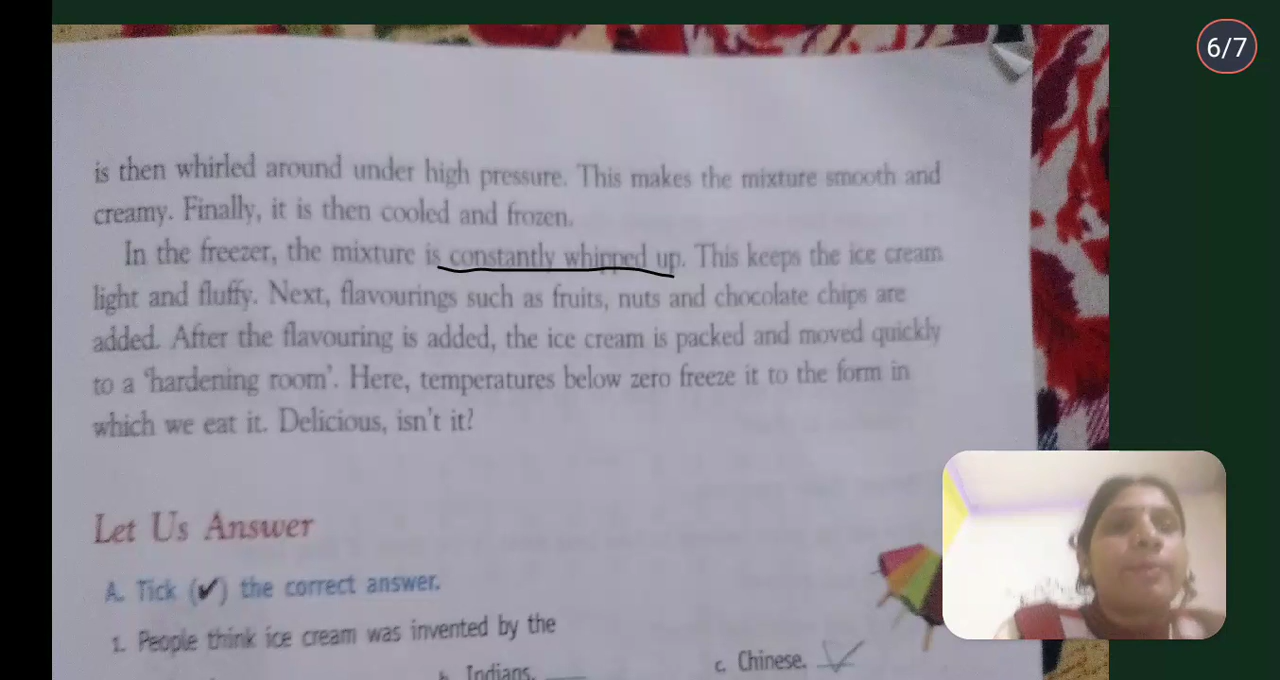 6/7
is then whirled around under high pressure. This makes the mixture smooth and
creamy. Finally, it is then cooled and frozen.
In the freezer, the mixture is constantly whipped up. This keeps the ice cream
light and fluffy. Next, flavourings such as fruits, nuts and chocolate chips are
added. After the flavouring is added, the ice cream is packed and moved quickly
to a 'hardening room'. Here, temperatures below zero freeze it to the form in
which we eat it. Delicious, isn't it?
Let Us Answer
A. Tick (✔) the correct answer.
1. People think ice cream was invented by the
b. Indians. ___ c. Chinese. ✓